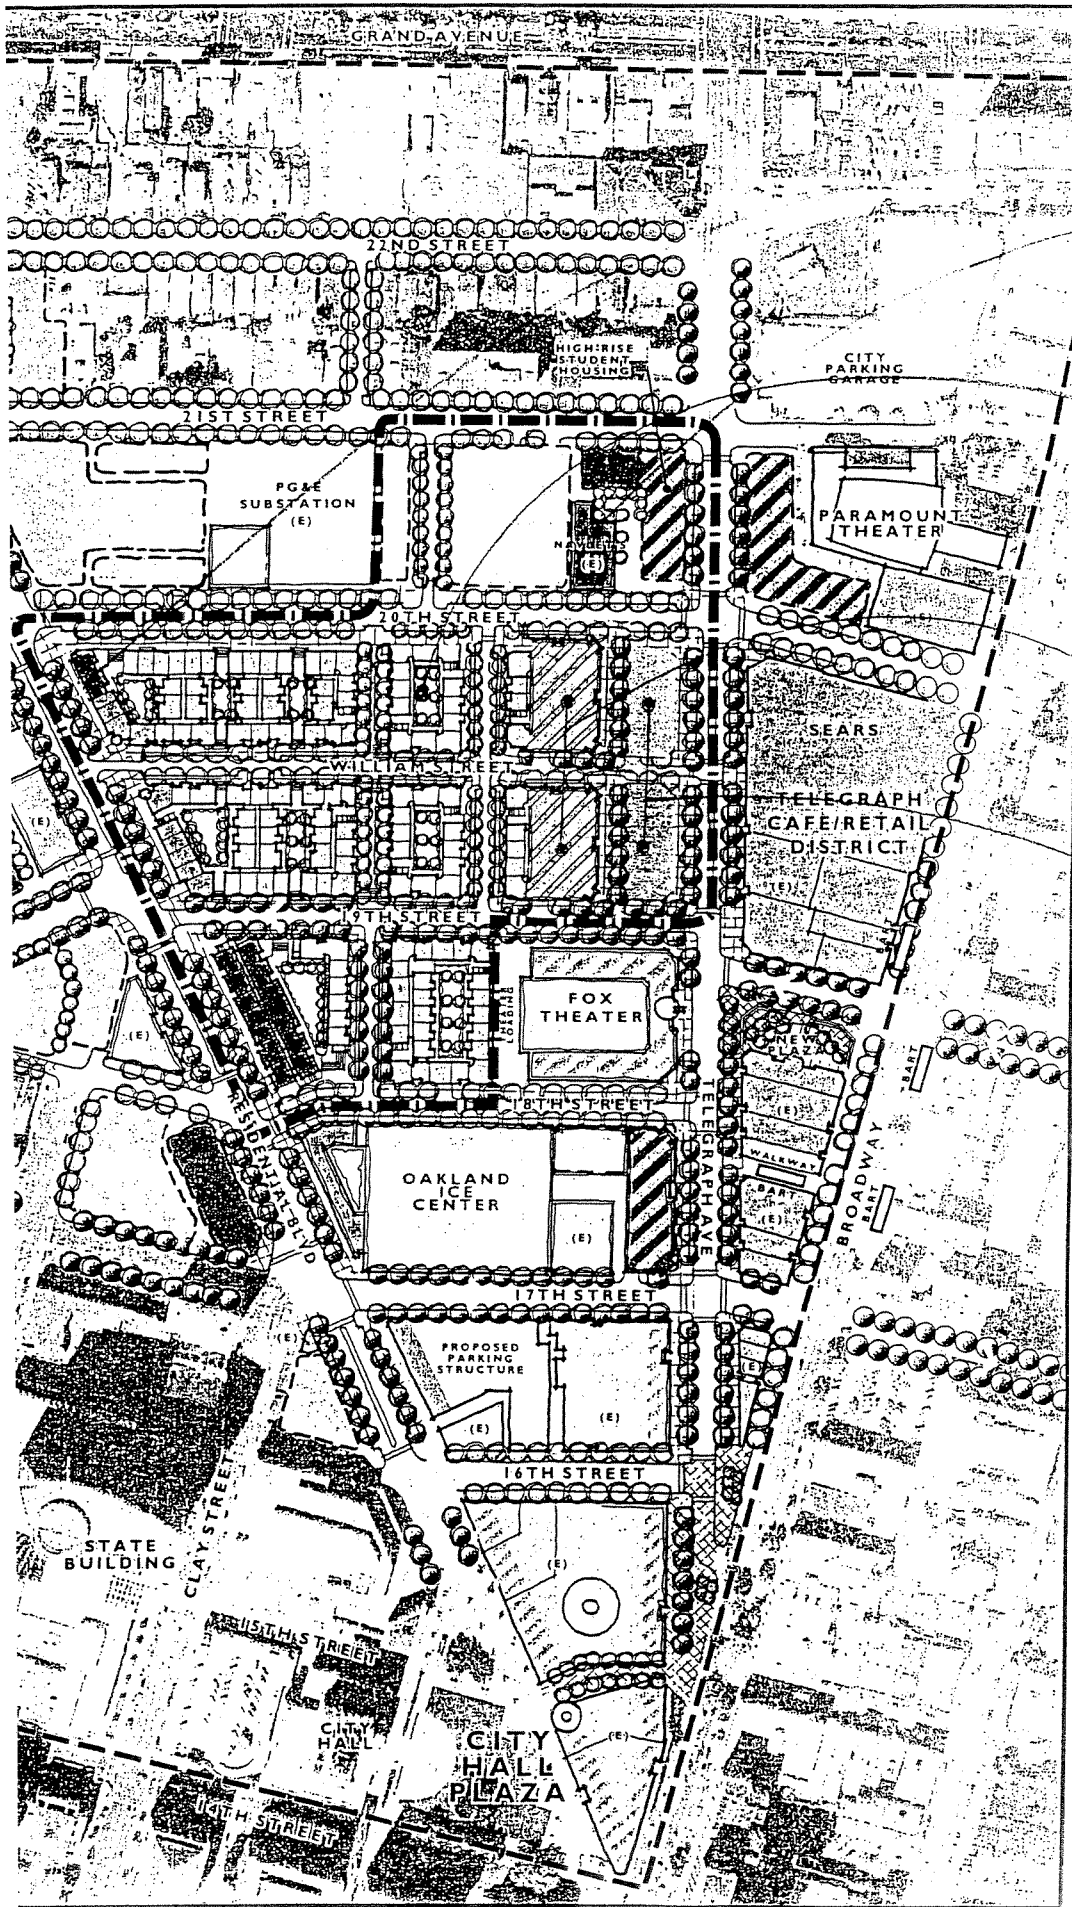 GRAND AVENUE
22ND STREET
HIGH-RISE
STUDENT
HOUSING
CITY
PARKING
GARAGE
21ST STREET
PG&E
SUBSTATION
(E)
PARAMOUNT
THEATER
(E)
(E)
20TH STREET
SEARS
WILLIAM STREET
TELEGRAPH
CAFE/RETAIL
DISTRICT
(E)
(E)
19TH STREET
FOX
THEATER
LOADING
NEW
PLAZA
(E)
BART
18TH STREET
(E)
TELEGRAPH AVE
WALKWAY
BART
(E)
BROADWAY
BART
RESIDENTIAL BLVD
OAKLAND
ICE
CENTER
(E)
17TH STREET
(E)
PROPOSED
PARKING
STRUCTURE
(E)
(E)
(E)
16TH STREET
STATE
BUILDING
CLAY STREET
(E)
15TH STREET
CITY
HALL
CITY
HALL
PLAZA
(E)
14TH STREET